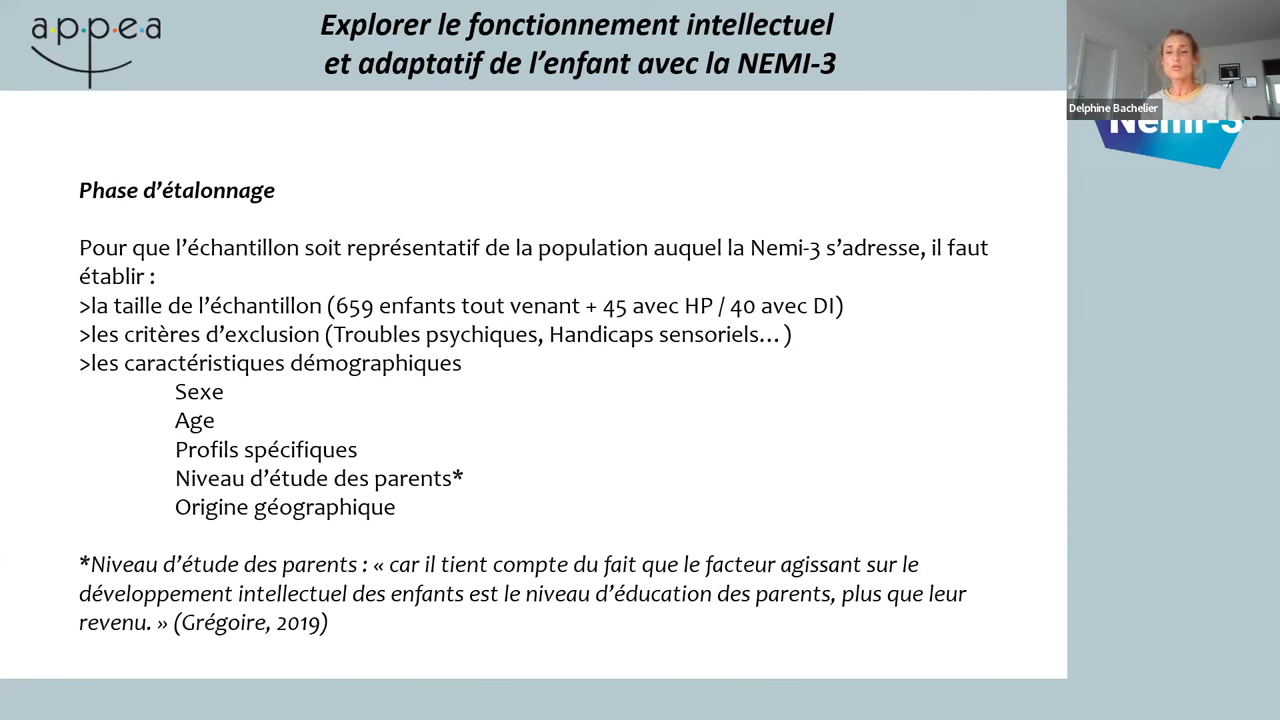 a·p·p·e·a
Explorer le fonctionnement intellectuel
et adaptatif de l'enfant avec la NEMI-3
Delphine Bachelier
Nemi-3
Phase d'étalonnage
Pour que l'échantillon soit représentatif de la population auquel la Nemi-3 s'adresse, il faut
établir :
>la taille de l'échantillon (659 enfants tout venant + 45 avec HP / 40 avec DI)
>les critères d'exclusion (Troubles psychiques, Handicaps sensoriels… )
>les caractéristiques démographiques
Sexe
Age
Profils spécifiques
Niveau d'étude des parents*
Origine géographique
*Niveau d'étude des parents : « car il tient compte du fait que le facteur agissant sur le
développement intellectuel des enfants est le niveau d'éducation des parents, plus que leur
revenu. » (Grégoire, 2019)